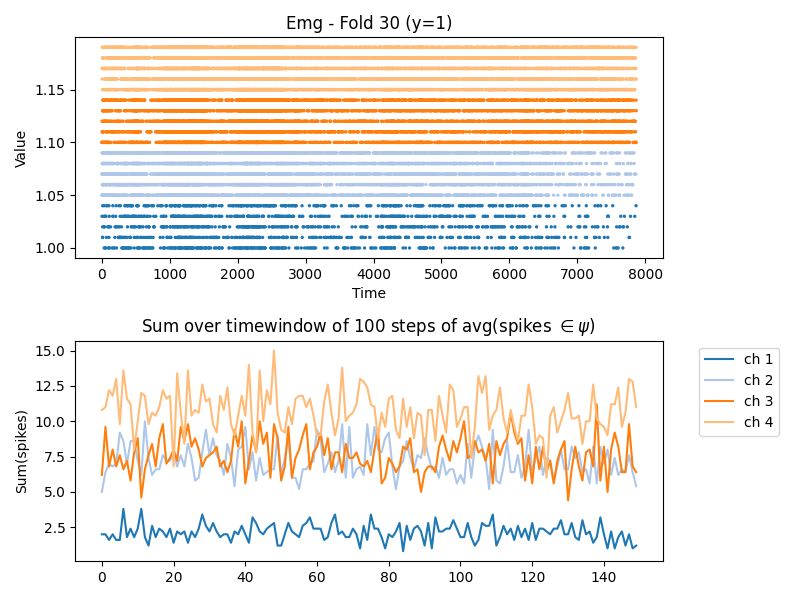 Emg - Fold 30 (y=1)
1.15
1.10
1.05
1.00
Value
0 1000 2000 3000 4000 5000 6000 7000 8000
Time
Sum over timewindow of 100 steps of avg(spikes ∈ ψ)
15.0
12.5
10.0
7.5
5.0
2.5
Sum(spikes)
0 20 40 60 80 100 120 140
ch 1
ch 2
ch 3
ch 4